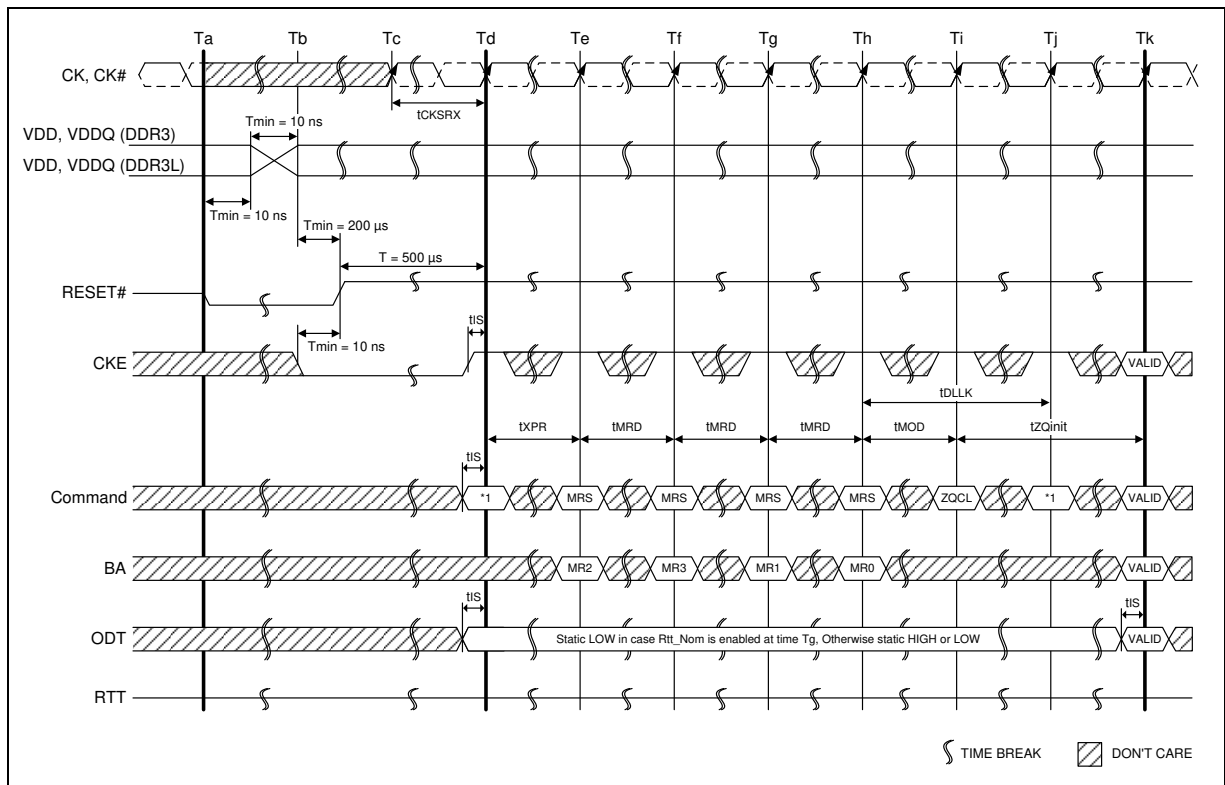 Ta Tb Tc Td Te Tf Tg Th Ti Tj Tk
CK, CK#
tCKSRX
Tmin = 10 ns
VDD, VDDQ (DDR3)
VDD, VDDQ (DDR3L)
Tmin = 10 ns
Tmin = 200 µs
T = 500 µs
RESET#
tIS
Tmin = 10 ns
CKE
VALID
tDLLK
tXPR tMRD tMRD tMRD tMOD tZQinit
tIS
Command
*1 MRS MRS MRS MRS ZQCL *1 VALID
BA
MR2 MR3 MR1 MR0 VALID
tIS tIS
ODT
Static LOW in case Rtt_Nom is enabled at time Tg, Otherwise static HIGH or LOW VALID
RTT
TIME BREAK DON'T CARE